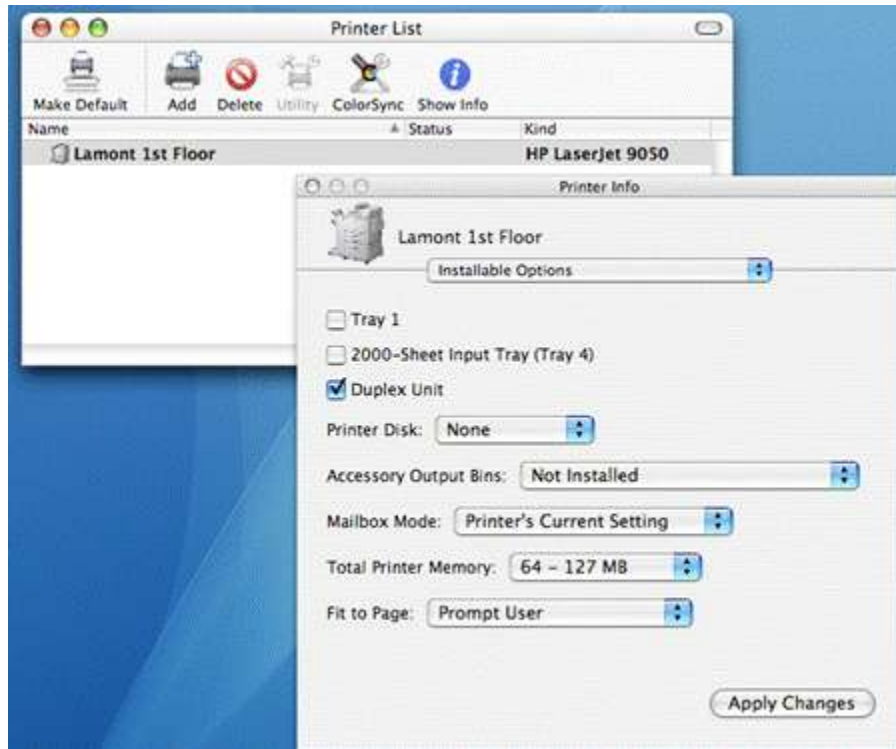 Printer List
Make Default Add Delete Utility ColorSync Show Info
Name Status Kind
Lamont 1st Floor HP LaserJet 9050
Printer Info
Lamont 1st Floor
Installable Options
Tray 1
2000-Sheet Input Tray (Tray 4)
Duplex Unit
Printer Disk: None
Accessory Output Bins: Not Installed
Mailbox Mode: Printer's Current Setting
Total Printer Memory: 64 - 127 MB
Fit to Page: Prompt User
Apply Changes